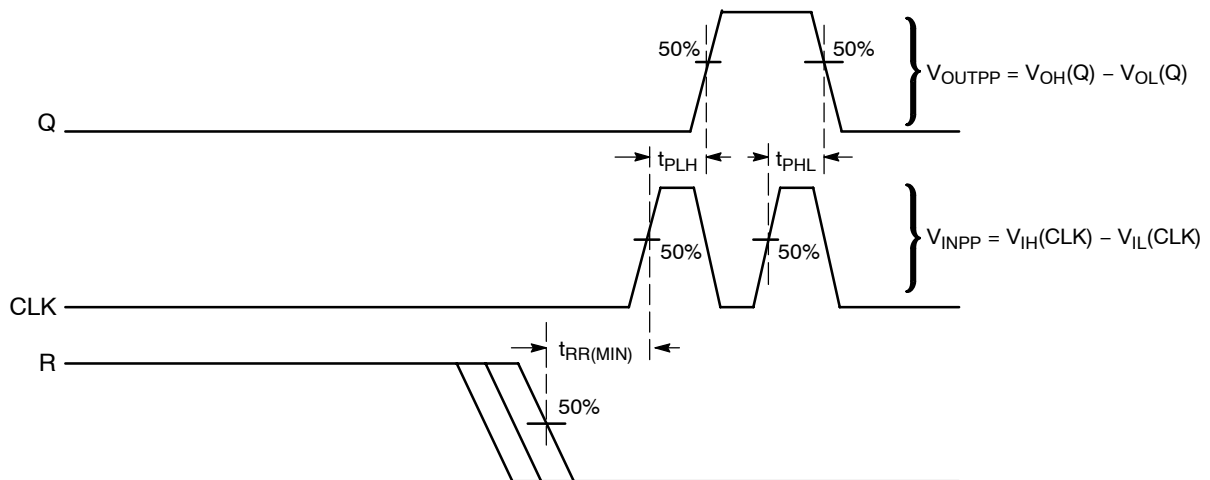 50%
50%
V_OUTPP = V_OH(Q) − V_OL(Q)
Q
t_PLH
t_PHL
50%
50%
V_INPP = V_IH(CLK) − V_IL(CLK)
CLK
R
t_RR(MIN)
50%